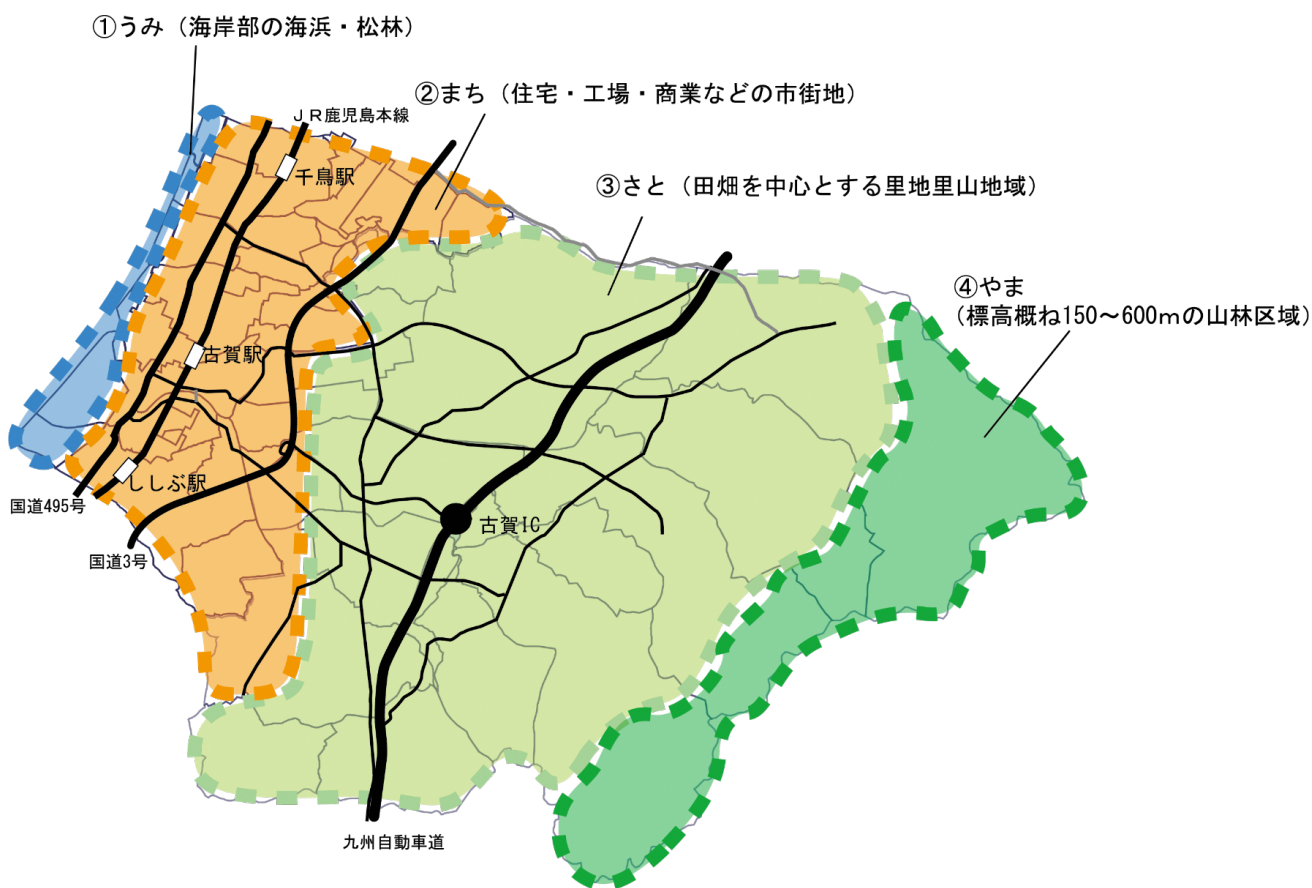 ①うみ（海岸部の海浜・松林）
②まち（住宅・工場・商業などの市街地）
ＪＲ鹿児島本線
千鳥駅
③さと（田畑を中心とする里地里山地域）
④やま
（標高概ね150～600ｍの山林区域）
古賀駅
ししぶ駅
国道495号
古賀IC
国道3号
九州自動車道